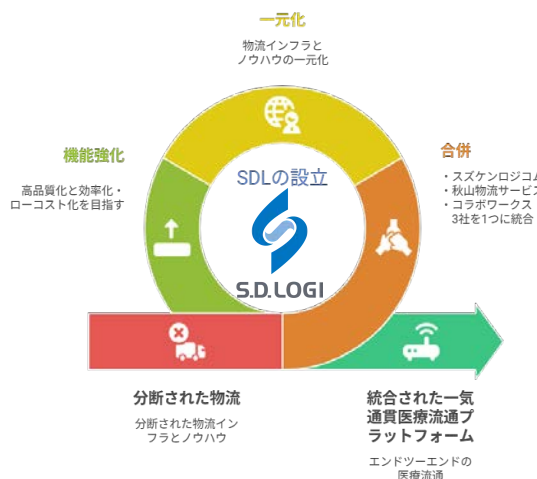 一元化
物流インフラと
ノウハウの一元化
機能強化
高品質化と効率化・
ローコスト化を目指す
SDLの設立
S.D.LOGI
合併
・スズケンロジコム
・秋山物流サービス
・コラボワークス
3社を1つに統合
分断された物流
分断された物流イン
フラとノウハウ
統合された一気
通貫医療流通プ
ラットフォーム
エンドツーエンドの
医療流通